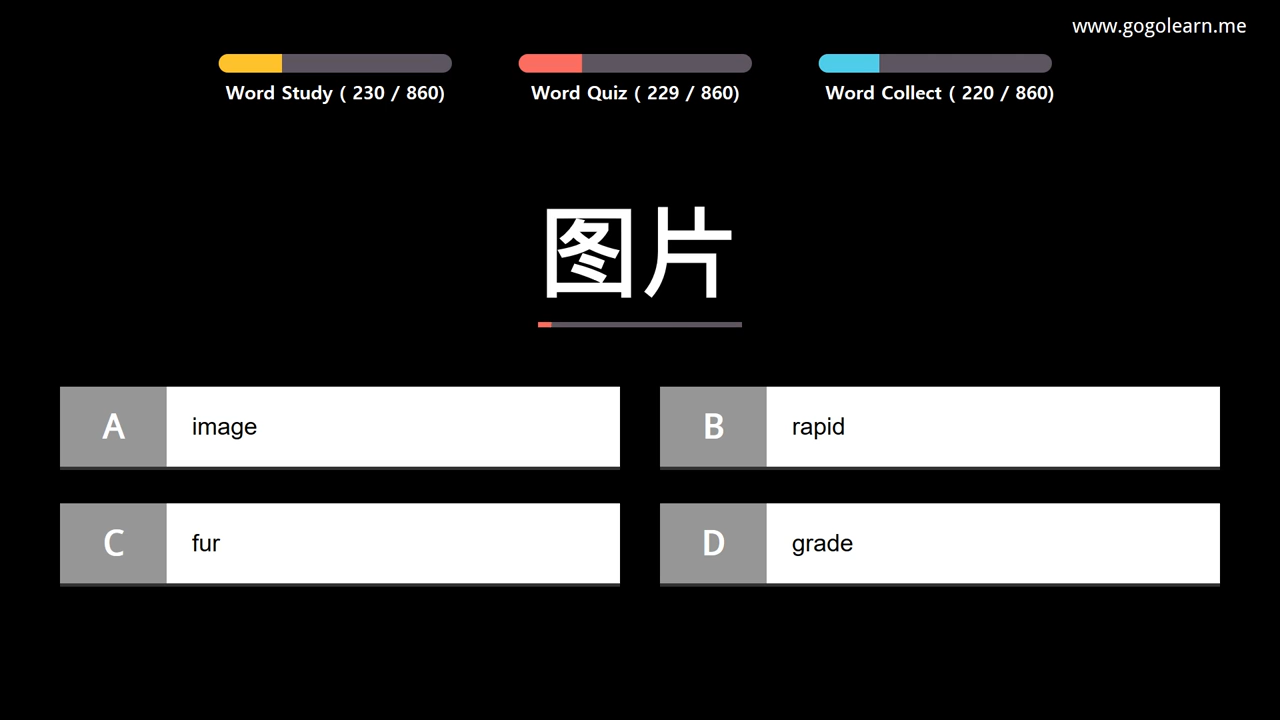 www.gogolearn.me
Word Study ( 230 / 860)
Word Quiz ( 229 / 860)
Word Collect ( 220 / 860)
图片
A image
B rapid
C fur
D grade